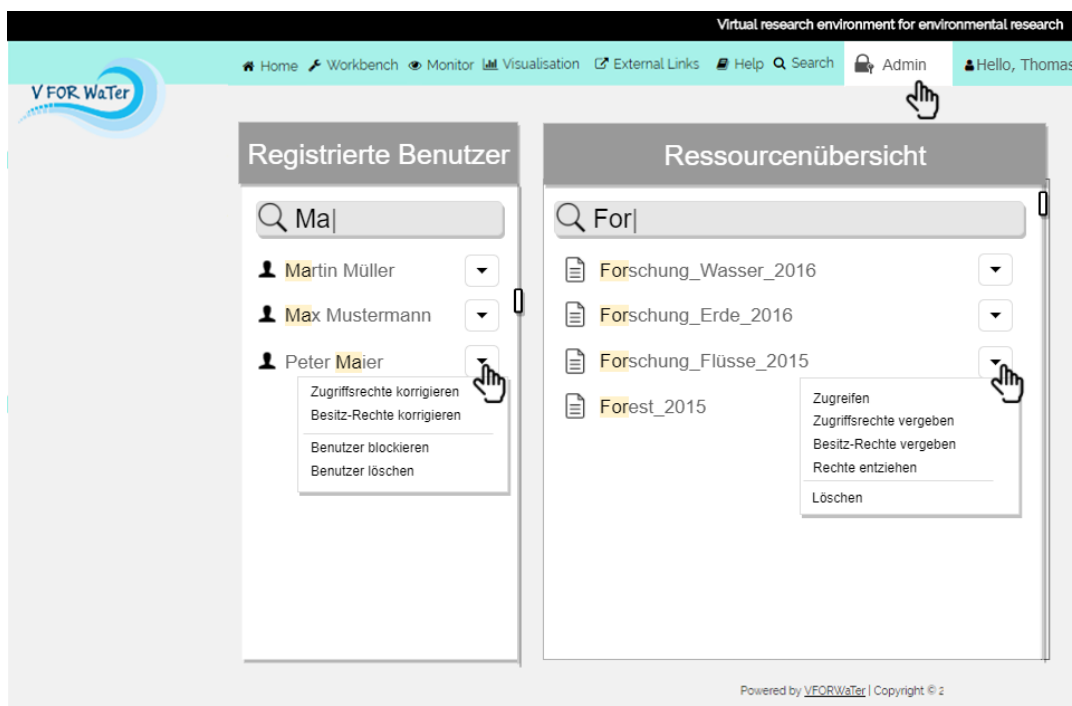 Virtual research environment for environmental research
V FOR WaTer
Home Workbench Monitor Visualisation External Links Help Search Admin Hello, Thomas
Registrierte Benutzer
Ma
Martin Müller
Max Mustermann
Peter Maier
Zugriffsrechte korrigieren
Besitz-Rechte korrigieren
Benutzer blockieren
Benutzer löschen
Ressourcenübersicht
For
Forschung_Wasser_2016
Forschung_Erde_2016
Forschung_Flüsse_2015
Forest_2015
Zugreifen
Zugriffsrechte vergeben
Besitz-Rechte vergeben
Rechte entziehen
Löschen
Powered by VFORWaTer | Copyright ©